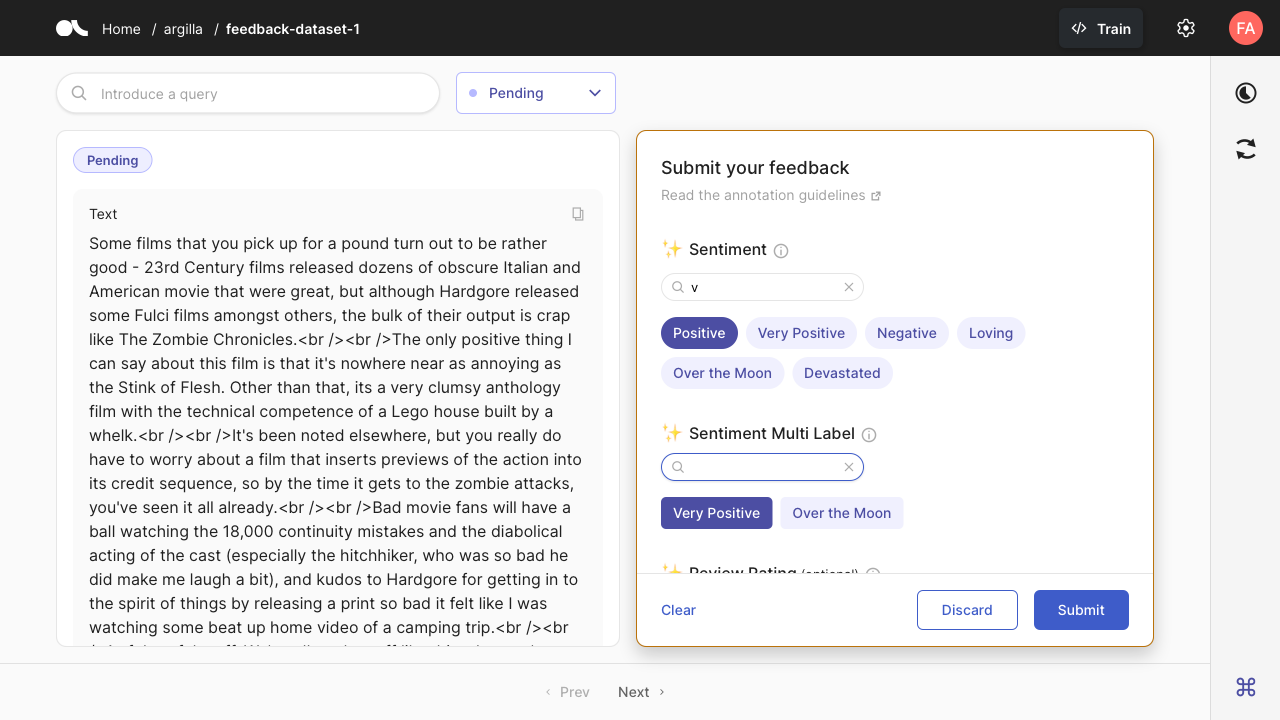 Home / argilla / feedback-dataset-1
Train
FA
Introduce a query
Pending
Pending
Text
Some films that you pick up for a pound turn out to be rather
good - 23rd Century films released dozens of obscure Italian and
American movie that were great, but although Hardgore released
some Fulci films amongst others, the bulk of their output is crap
like The Zombie Chronicles.<br /><br />The only positive thing I
can say about this film is that it's nowhere near as annoying as
the Stink of Flesh. Other than that, its a very clumsy anthology
film with the technical competence of a Lego house built by a
whelk.<br /><br />It's been noted elsewhere, but you really do
have to worry about a film that inserts previews of the action into
its credit sequence, so by the time it gets to the zombie attacks,
you've seen it all already.<br /><br />Bad movie fans will have a
ball watching the 18,000 continuity mistakes and the diabolical
acting of the cast (especially the hitchhiker, who was so bad he
did make me laugh a bit), and kudos to Hardgore for getting in to
the spirit of things by releasing a print so bad it felt like I was
watching some beat up home video of a camping trip.<br /><br
Submit your feedback
Read the annotation guidelines
✨ Sentiment
v
Positive Very Positive Negative Loving
Over the Moon Devastated
✨ Sentiment Multi Label
Very Positive Over the Moon
✨ Review Rating (optional)
Clear
Discard
Submit
Prev
Next